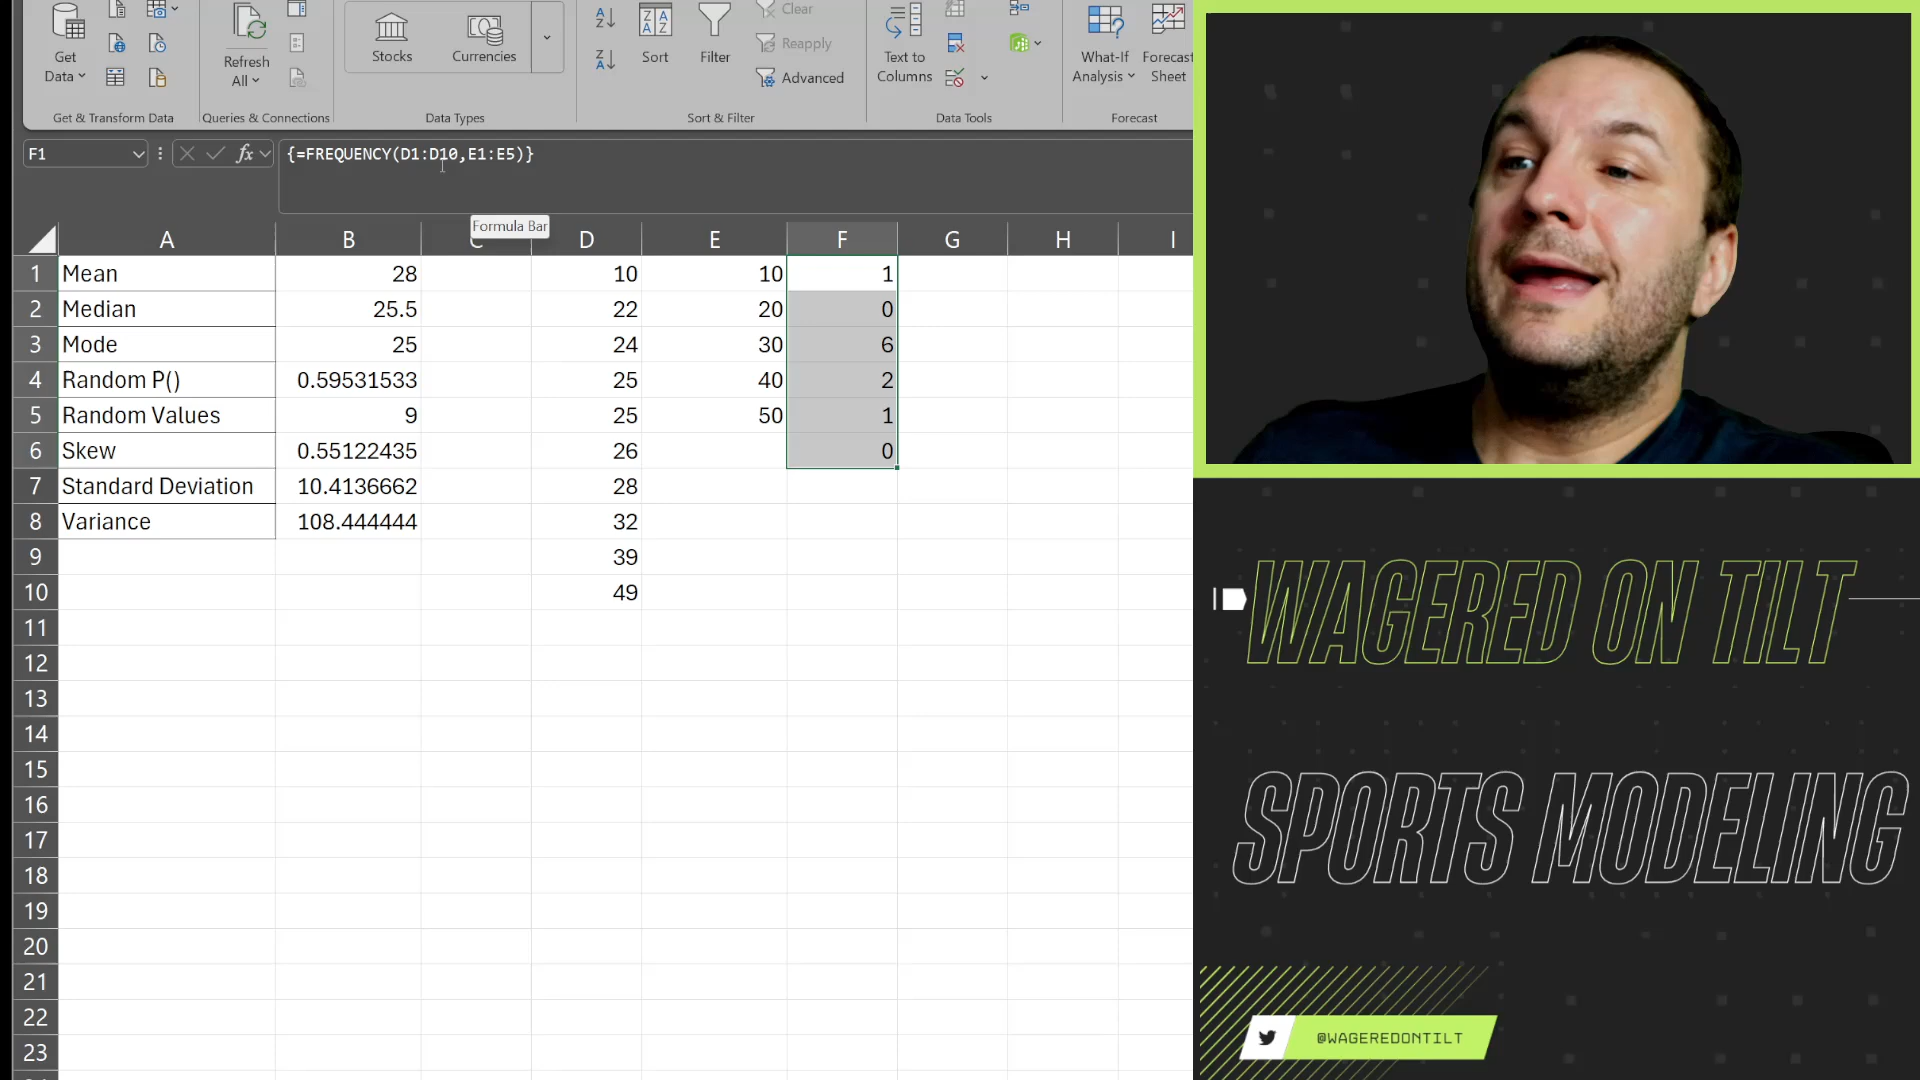 Get
Data
Refresh
All
Stocks
Currencies
Sort
Filter
Clear
Reapply
Advanced
Text to
Columns
What-If
Analysis
Forecast
Sheet
Get & Transform Data
Queries & Connections
Data Types
Sort & Filter
Data Tools
Forecast
F1
fx
{=FREQUENCY(D1:D10,E1:E5)}
Formula Bar
A B C D E F G H I
1 Mean 28 10 10 1
2 Median 25.5 22 20 0
3 Mode 25 24 30 6
4 Random P() 0.59531533 25 40 2
5 Random Values 9 25 50 1
6 Skew 0.55122435 26 0
7 Standard Deviation 10.4136662 28
8 Variance 108.444444 32
9 39
10 49
11
12
13
14
15
16
17
18
19
20
21
22
23
WAGERED ON TILT
SPORTS MODELING
@WAGEREDONTILT